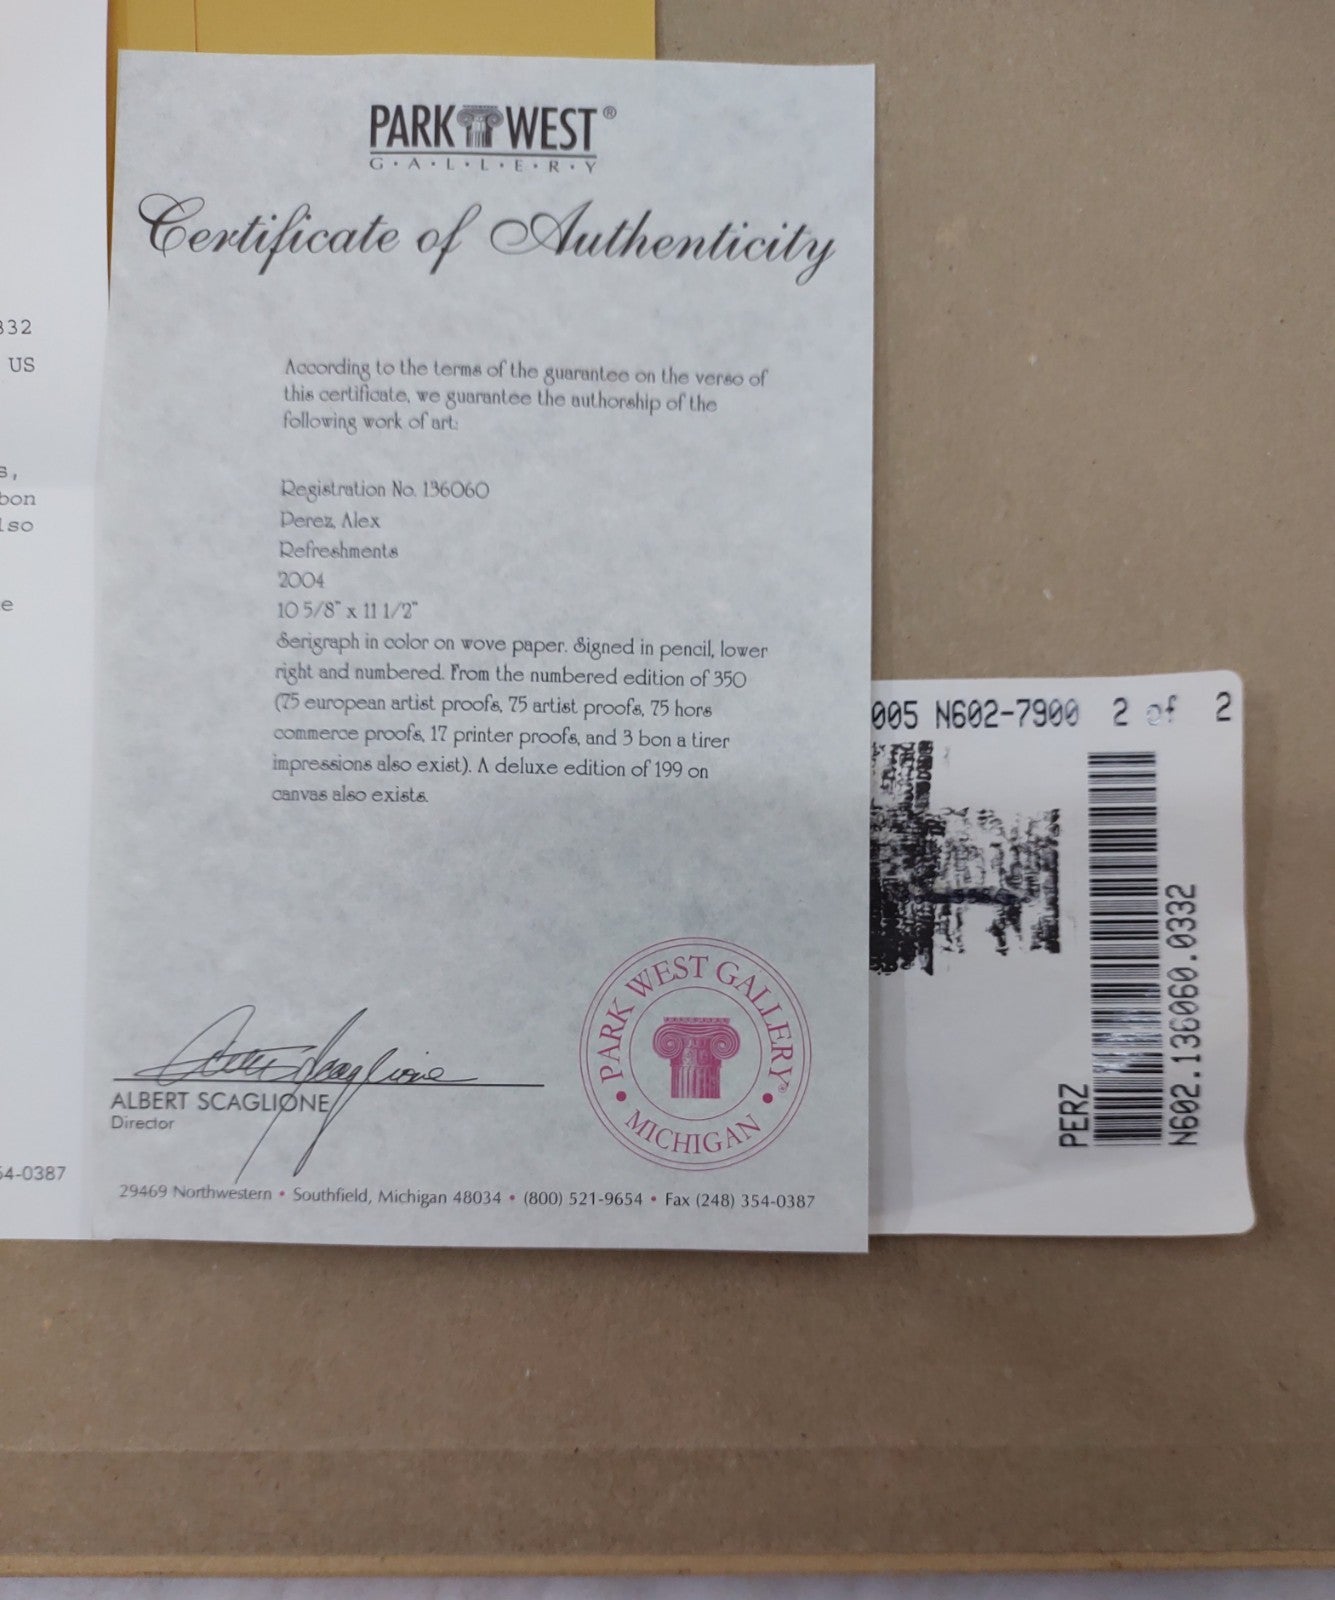 332
US
s,
bon
lso
e
54-0387
PARK WEST®
G·A·L·L·E·R·Y
Certificate of Authenticity
According to the terms of the guarantee on the verso of
this certificate, we guarantee the authorship of the
following work of art:
Registration No. 136060
Perez, Alex
Refreshments
2004
10 5/8" x 11 1/2"
Serigraph in color on wove paper. Signed in pencil, lower
right and numbered. From the numbered edition of 350
(75 european artist proofs, 75 artist proofs, 75 hors
commerce proofs, 17 printer proofs, and 3 bon a tirer
impressions also exist). A deluxe edition of 199 on
canvas also exists.
ALBERT SCAGLIONE
Director
PARK WEST GALLERY®
• MICHIGAN •
29469 Northwestern • Southfield, Michigan 48034 • (800) 521-9654 • Fax (248) 354-0387
005 N602-7900 2 of 2
PERZ
N602.136060.0332